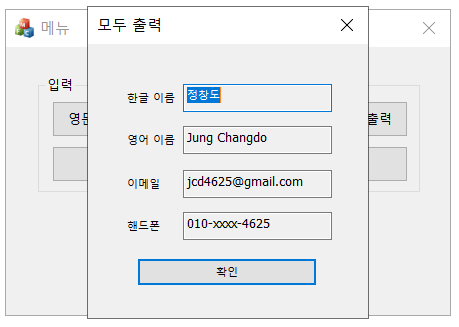 메뉴
모두 출력
입력
영문
출력
한글 이름 정창도
영어 이름 Jung Changdo
이메일 jcd4625@gmail.com
핸드폰 010-xxxx-4625
확인